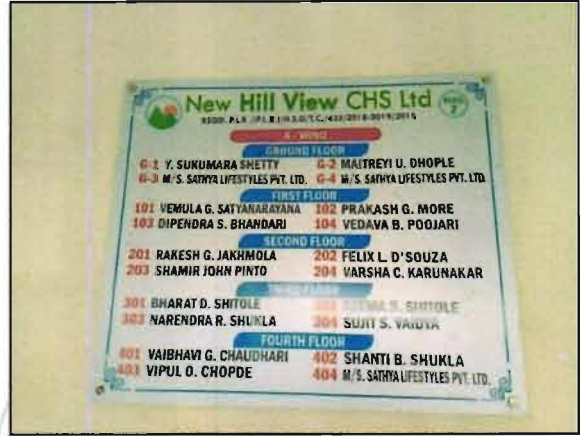 New Hill View CHS Ltd
A - WING
GROUND FLOOR
G-1 Y. SUKUMARA SHETTY G-2 MAITREYI U. DHOPLE
G-3 M/S. SATHYA LIFESTYLES PVT. LTD. G-4 M/S. SATHYA LIFESTYLES PVT. LTD.
FIRST FLOOR
101 VEMULA G. SATYANARAYANA 102 PRAKASH G. MORE
103 DIPENDRA S. BHANDARI 104 VEDAVA B. POOJARI
SECOND FLOOR
201 RAKESH G. JAKHMOLA 202 FELIX L. D'SOUZA
203 SHAMIR JOHN PINTO 204 VARSHA C. KARUNAKAR
FLOOR
301 BHARAT D. SHITOLE S. SHITOLE
303 NARENDRA R. SHUKLA 304 SUJIT S. VAIDYA
FOURTH FLOOR
401 VAIBHAVI G. CHAUDHARI 402 SHANTI B. SHUKLA
403 VIPUL O. CHOPDE 404 M/S. SATHYA LIFESTYLES PVT. LTD.